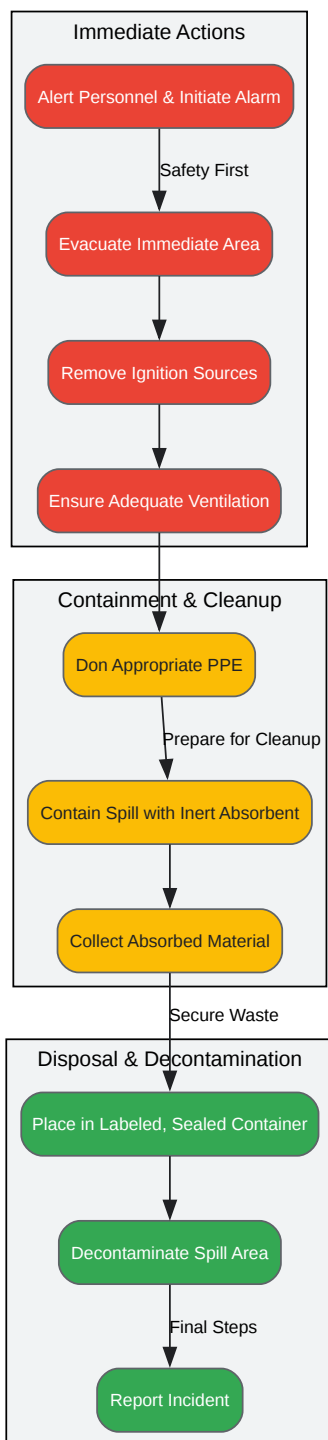 Immediate Actions
Alert Personnel & Initiate Alarm
Safety First
Evacuate Immediate Area
Remove Ignition Sources
Ensure Adequate Ventilation
Containment & Cleanup
Don Appropriate PPE
Prepare for Cleanup
Contain Spill with Inert Absorbent
Collect Absorbed Material
Secure Waste
Disposal & Decontamination
Place in Labeled, Sealed Container
Decontaminate Spill Area
Final Steps
Report Incident